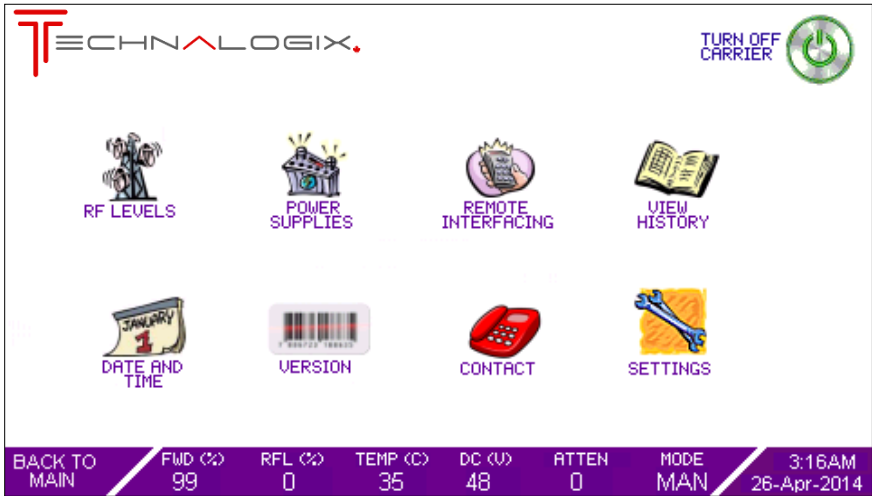 TECHNALOGIX.
TURN OFF
CARRIER
RF LEVELS
POWER
SUPPLIES
REMOTE
INTERFACING
VIEW
HISTORY
JANUARY
1
DATE AND
TIME
VERSION
CONTACT
SETTINGS
BACK TO
MAIN
FWD (%)
99
RFL (%)
0
TEMP (C)
35
DC (V)
48
ATTEN
0
MODE
MAN
3:16AM
26-Apr-2014